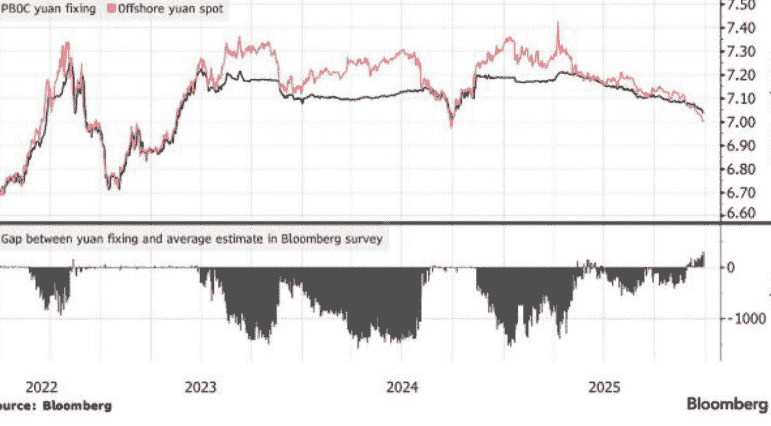 PBOC yuan fixing Offshore yuan spot
7.50
7.40
7.30
7.20
7.10
7.00
6.90
6.80
6.70
6.60
Gap between yuan fixing and average estimate in Bloomberg survey
0
-1000
2022 2023 2024 2025
ource: Bloomberg
Bloomberg